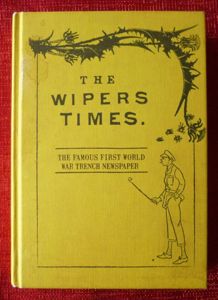 THE
WIPERS
TIMES.
THE FAMOUS FIRST WORLD
WAR TRENCH NEWSPAPER